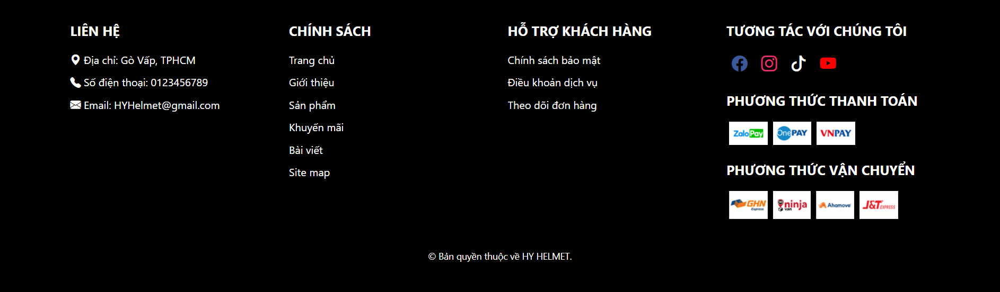 LIÊN HỆ
Địa chỉ: Gò Vấp, TPHCM
Số điện thoại: 0123456789
Email: HYHelmet@gmail.com
CHÍNH SÁCH
Trang chủ
Giới thiệu
Sản phẩm
Khuyến mãi
Bài viết
Site map
HỖ TRỢ KHÁCH HÀNG
Chính sách bảo mật
Điều khoản dịch vụ
Theo dõi đơn hàng
TƯƠNG TÁC VỚI CHÚNG TÔI
PHƯƠNG THỨC THANH TOÁN
ZaloPay OnePAY VNPAY
PHƯƠNG THỨC VẬN CHUYỂN
GHN Express ninja van Ahamove J&T EXPRESS
© Bản quyền thuộc về HY HELMET.